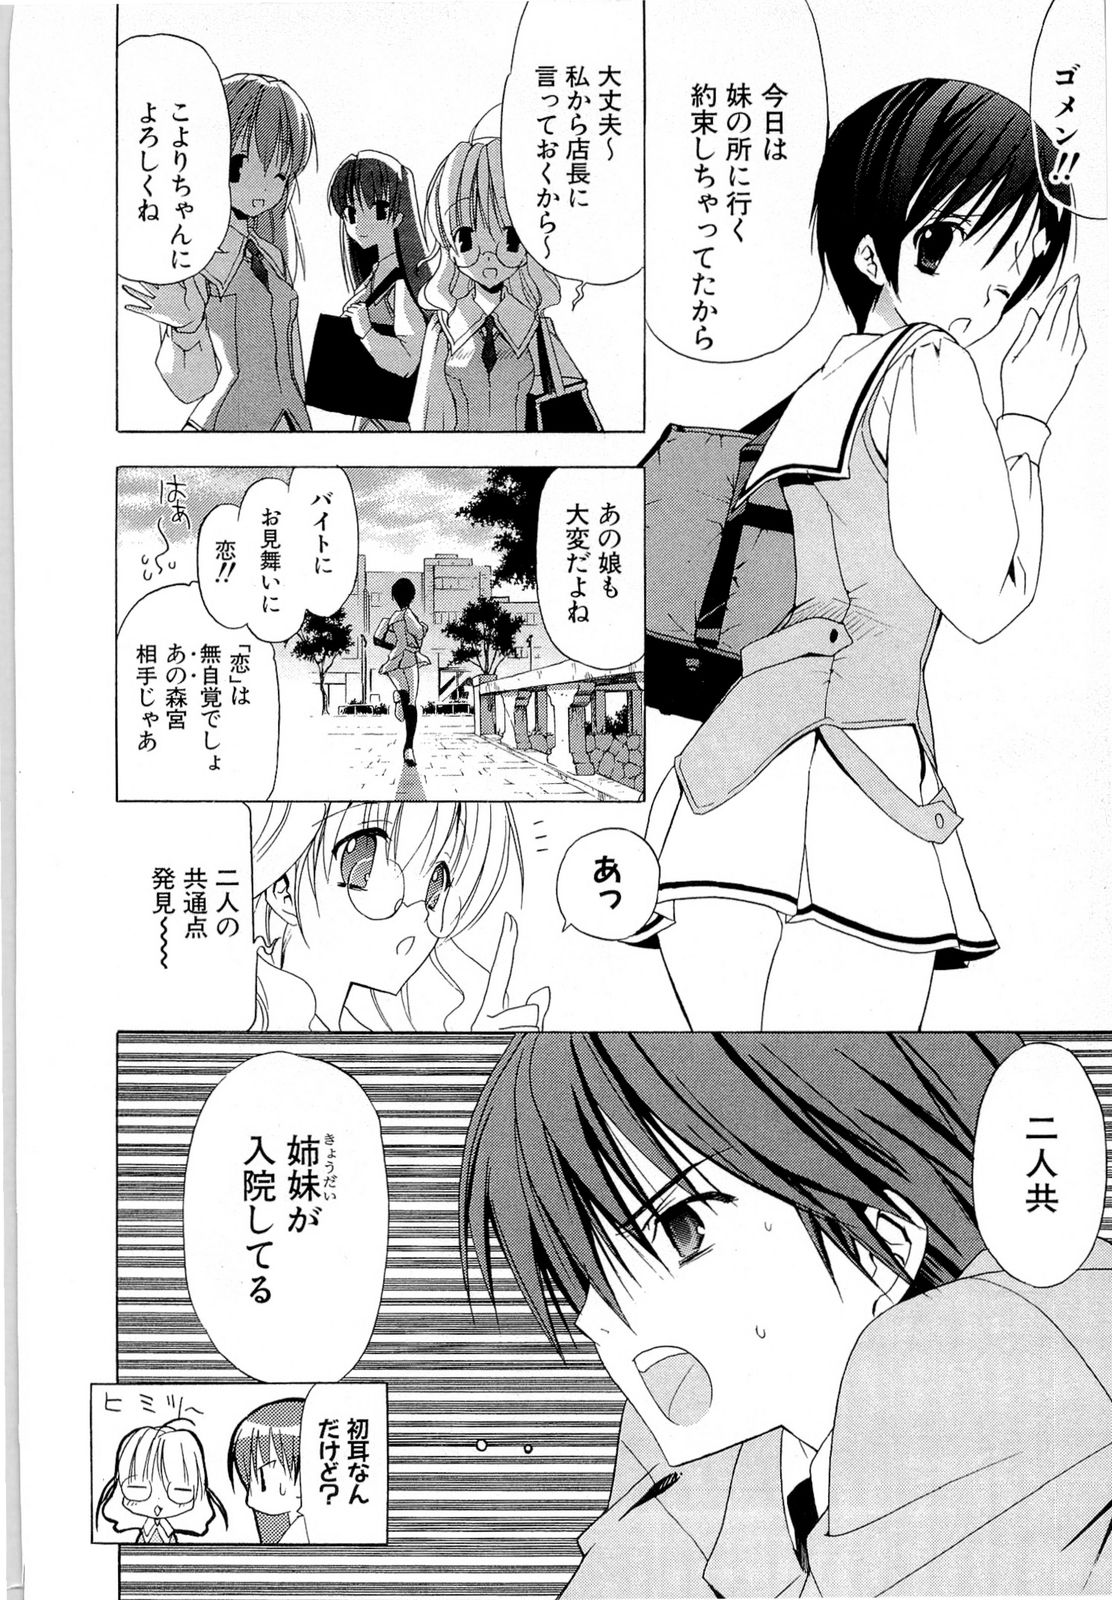 ゴメン!!
今日は
妹の所に行く
約束しちゃってたから
大丈夫〜
私から店長に
言っておくから〜
こよりちゃんに
よろしくね
あの娘も
大変だよね
バイトに
お見舞いに
恋!!
はぁ〜
「恋」は
無自覚でしょ
あの森宮
相手じゃあ
あっ
二人の
共通点
発見〜〜〜
二人共
姉妹が
きょうだい
入院してる
初耳なん
だけど?
ヒミツ〜